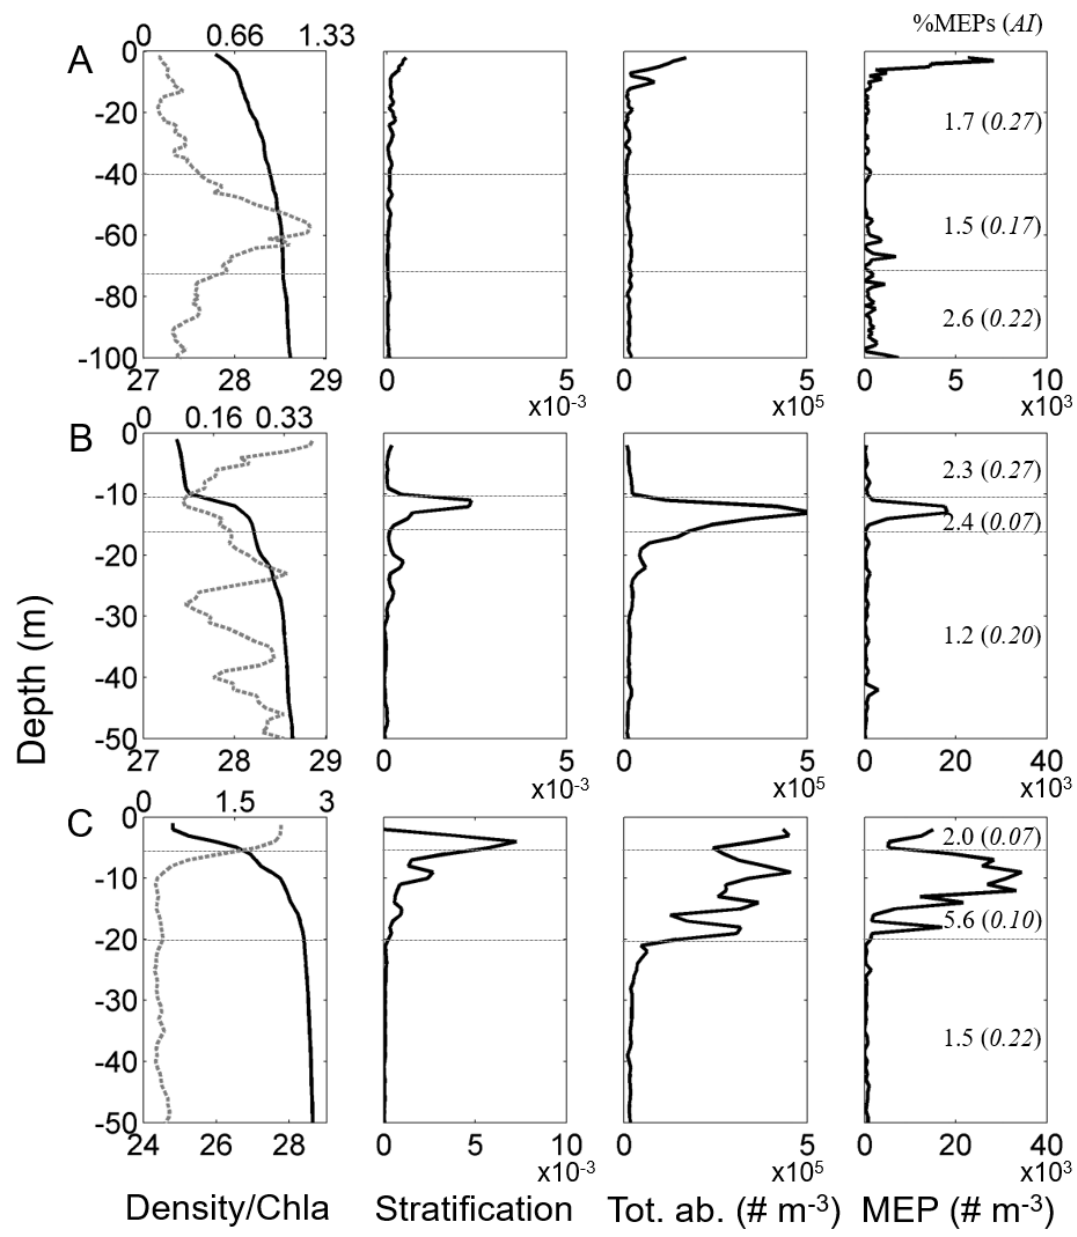 %MEPs (AI)
A
0 0.66 1.33
0
-20
-40
-60
-80
-100
27 28 29
0 5
x10-3
0 5
x10⁵
0 5 10
x10³
1.7 (0.27)
1.5 (0.17)
2.6 (0.22)
B
0 0.16 0.33
0
-10
-20
-30
-40
-50
27 28 29
0 5
x10-3
0 5
x10⁵
0 20 40
x10³
2.3 (0.27)
2.4 (0.07)
1.2 (0.20)
Depth (m)
C
0 1.5 3
0
-10
-20
-30
-40
-50
24 26 28
0 5 10
x10-3
0 5
x10⁵
0 20 40
x10³
2.0 (0.07)
5.6 (0.10)
1.5 (0.22)
Density/Chla
Stratification
Tot. ab. (# m-3)
MEP (# m-3)